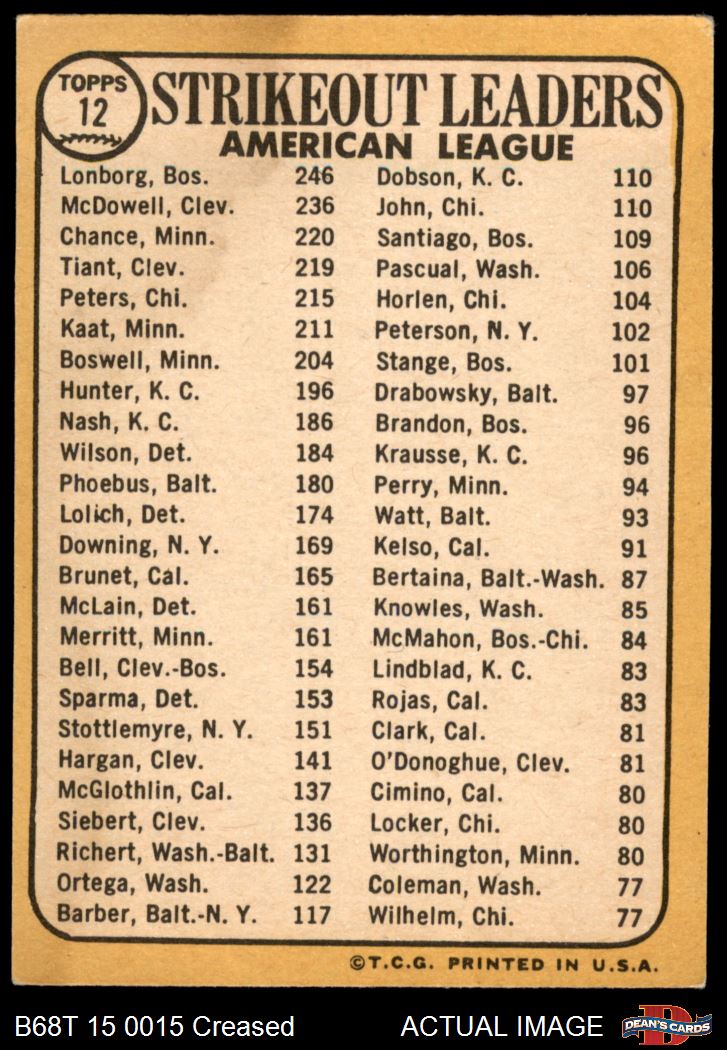 TOPPS
12
STRIKEOUT LEADERS
AMERICAN LEAGUE
Lonborg, Bos. 246
McDowell, Clev. 236
Chance, Minn. 220
Tiant, Clev. 219
Peters, Chi. 215
Kaat, Minn. 211
Boswell, Minn. 204
Hunter, K. C. 196
Nash, K. C. 186
Wilson, Det. 184
Phoebus, Balt. 180
Lolich, Det. 174
Downing, N. Y. 169
Brunet, Cal. 165
McLain, Det. 161
Merritt, Minn. 161
Bell, Clev.-Bos. 154
Sparma, Det. 153
Stottlemyre, N. Y. 151
Hargan, Clev. 141
McGlothlin, Cal. 137
Siebert, Clev. 136
Richert, Wash.-Balt. 131
Ortega, Wash. 122
Barber, Balt.-N. Y. 117
Dobson, K. C. 110
John, Chi. 110
Santiago, Bos. 109
Pascual, Wash. 106
Horlen, Chi. 104
Peterson, N. Y. 102
Stange, Bos. 101
Drabowsky, Balt. 97
Brandon, Bos. 96
Krausse, K. C. 96
Perry, Minn. 94
Watt, Balt. 93
Kelso, Cal. 91
Bertaina, Balt.-Wash. 87
Knowles, Wash. 85
McMahon, Bos.-Chi. 84
Lindblad, K. C. 83
Rojas, Cal. 83
Clark, Cal. 81
O'Donoghue, Clev. 81
Cimino, Cal. 80
Locker, Chi. 80
Worthington, Minn. 80
Coleman, Wash. 77
Wilhelm, Chi. 77
©T.C.G. PRINTED IN U.S.A.
B68T 15 0015 Creased
ACTUAL IMAGE
D
DEAN'S CARDS